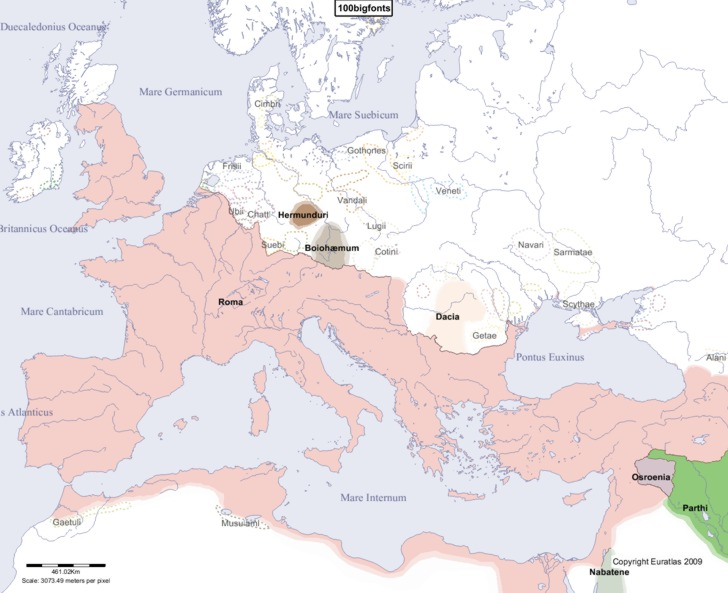 100bigfonts
Duecaledonius Oceanus
Mare Germanicum
Cimbri
Mare Suebicum
Gothones
Frisii
Scirii
Veneti
Vandali
Ubii
Chatti
Hermunduri
Lugii
Britannicus Oceanus
Suebi
Boiohæmum
Cotini
Navari
Sarmatae
Roma
Scythae
Mare Cantabricum
Dacia
Getae
Pontus Euxinus
Alani
s Atlanticus
Osroenia
Mare Internum
Parthi
Gaetuli
Musulami
461.02Km
Scale: 3073.49 meters per pixel
Copyright Euratlas 2009
Nabatene